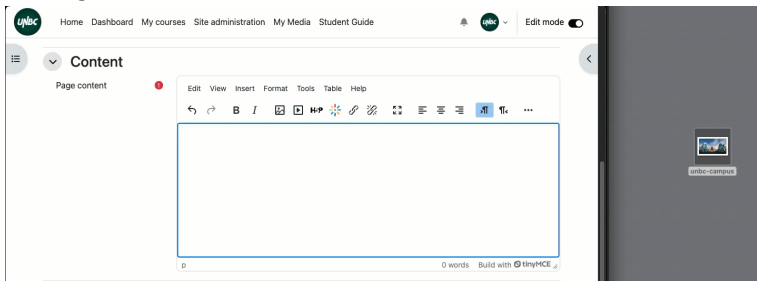 UNBC Home Dashboard My courses Site administration My Media Student Guide UNBC Edit mode
Content
Page content
Edit View Insert Format Tools Table Help
B I H-P
unbc-campus
p 0 words Build with tinyMCE